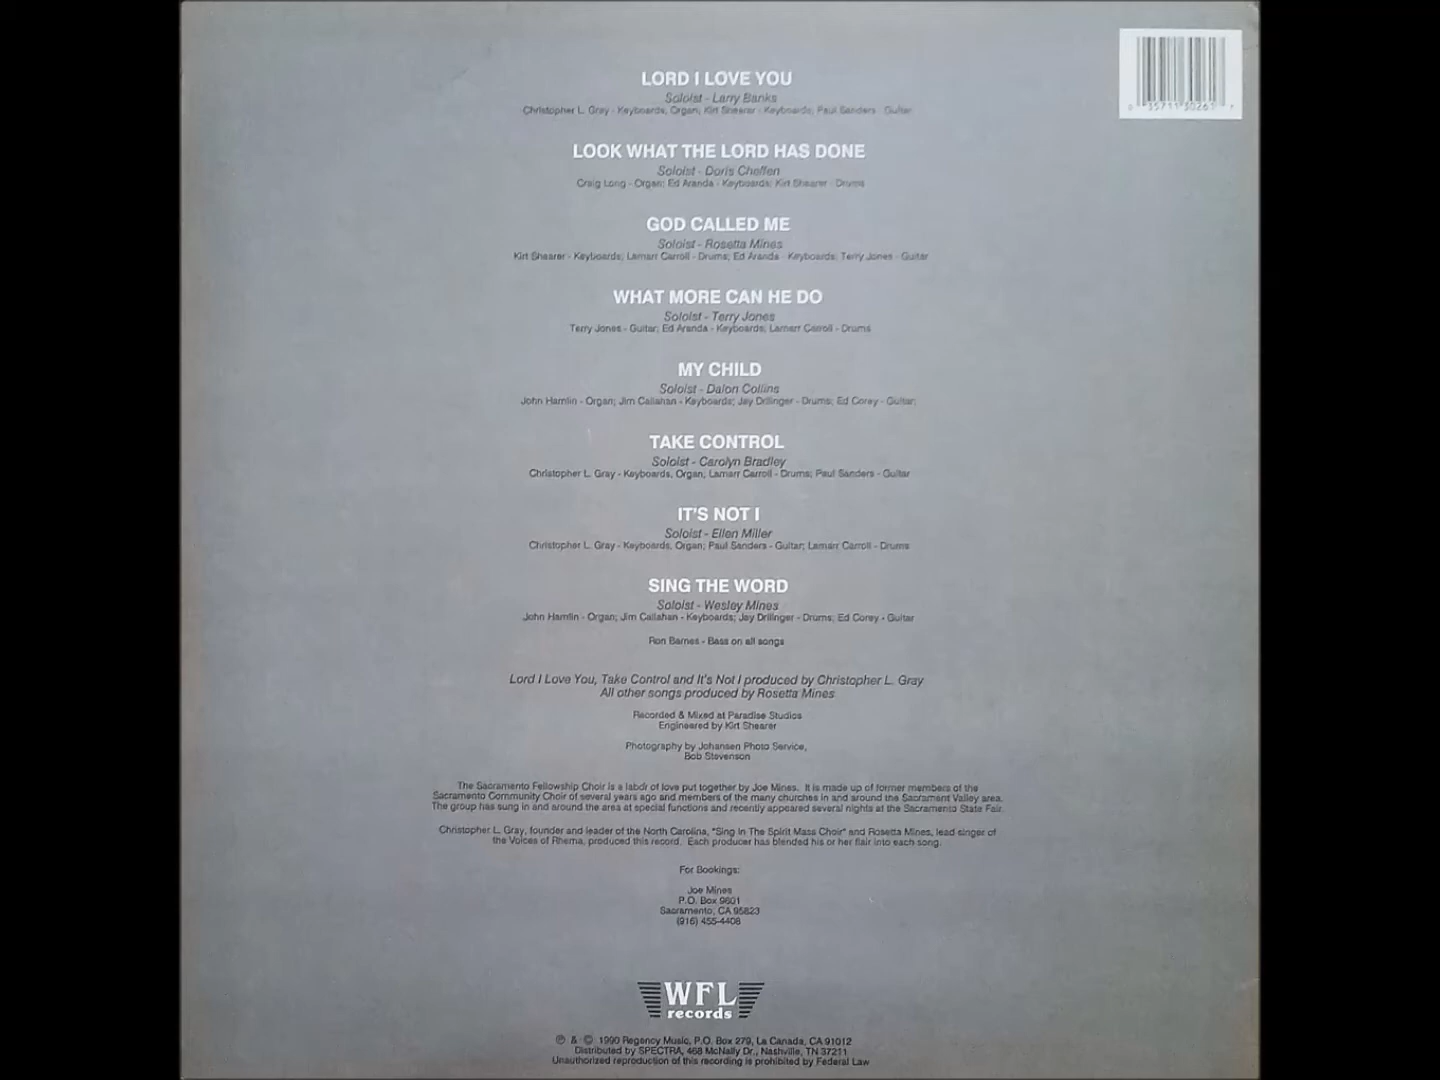 LORD I LOVE YOU
Soloist - Larry Banks
Christopher L. Gray - Keyboards, Organ; Kirt Shearer - Keyboards; Paul Sanders - Guitar
LOOK WHAT THE LORD HAS DONE
Soloist - Doris Cheffen
Craig Long - Organ; Ed Aranda - Keyboards; Kirt Shearer - Drums
GOD CALLED ME
Soloist - Rosetta Mines
Kirt Shearer - Keyboards; Lamarr Carroll - Drums; Ed Aranda - Keyboards; Terry Jones - Guitar
WHAT MORE CAN HE DO
Soloist - Terry Jones
Terry Jones - Guitar; Ed Aranda - Keyboards; Lamarr Carroll - Drums
MY CHILD
Soloist - Dalon Collins
John Hamlin - Organ; Jim Callahan - Keyboards; Jay Drillinger - Drums; Ed Corey - Guitar;
TAKE CONTROL
Soloist - Carolyn Bradley
Christopher L. Gray - Keyboards, Organ; Lamarr Carroll - Drums; Paul Sanders - Guitar
IT'S NOT I
Soloist - Ellen Miller
Christopher L. Gray - Keyboards, Organ; Paul Sanders - Guitar; Lamarr Carroll - Drums
SING THE WORD
Soloist - Wesley Mines
John Hamlin - Organ; Jim Callahan - Keyboards; Jay Drillinger - Drums; Ed Corey - Guitar
Ron Barnes - Bass on all songs
Lord I Love You, Take Control and It's Not I produced by Christopher L. Gray
All other songs produced by Rosetta Mines
Recorded & Mixed at Paradise Studios
Engineered by Kirt Shearer
Photography by Johansen Photo Service,
Bob Stevenson
The Sacramento Fellowship Choir is a labor of love put together by Joe Mines. It is made up of former members of the
Sacramento Community Choir of several years ago and members of the many churches in and around the Sacrament Valley area.
The group has sung in and around the area at special functions and recently appeared several nights at the Sacramento State Fair.
Christopher L. Gray, founder and leader of the North Carolina, "Sing In The Spirit Mass Choir" and Rosetta Mines, lead singer of
the Voices of Rhema, produced this record. Each producer has blended his or her flair into each song.
For Bookings:
Joe Mines
P.O. Box 9601
Sacramento, CA 95823
(916) 455-4408
WFL
records
℗ & © 1990 Regency Music, P.O. Box 279, La Canada, CA 91012
Distributed by SPECTRA, 468 McNally Dr., Nashville, TN 37211
Unauthorized reproduction of this recording is prohibited by Federal Law